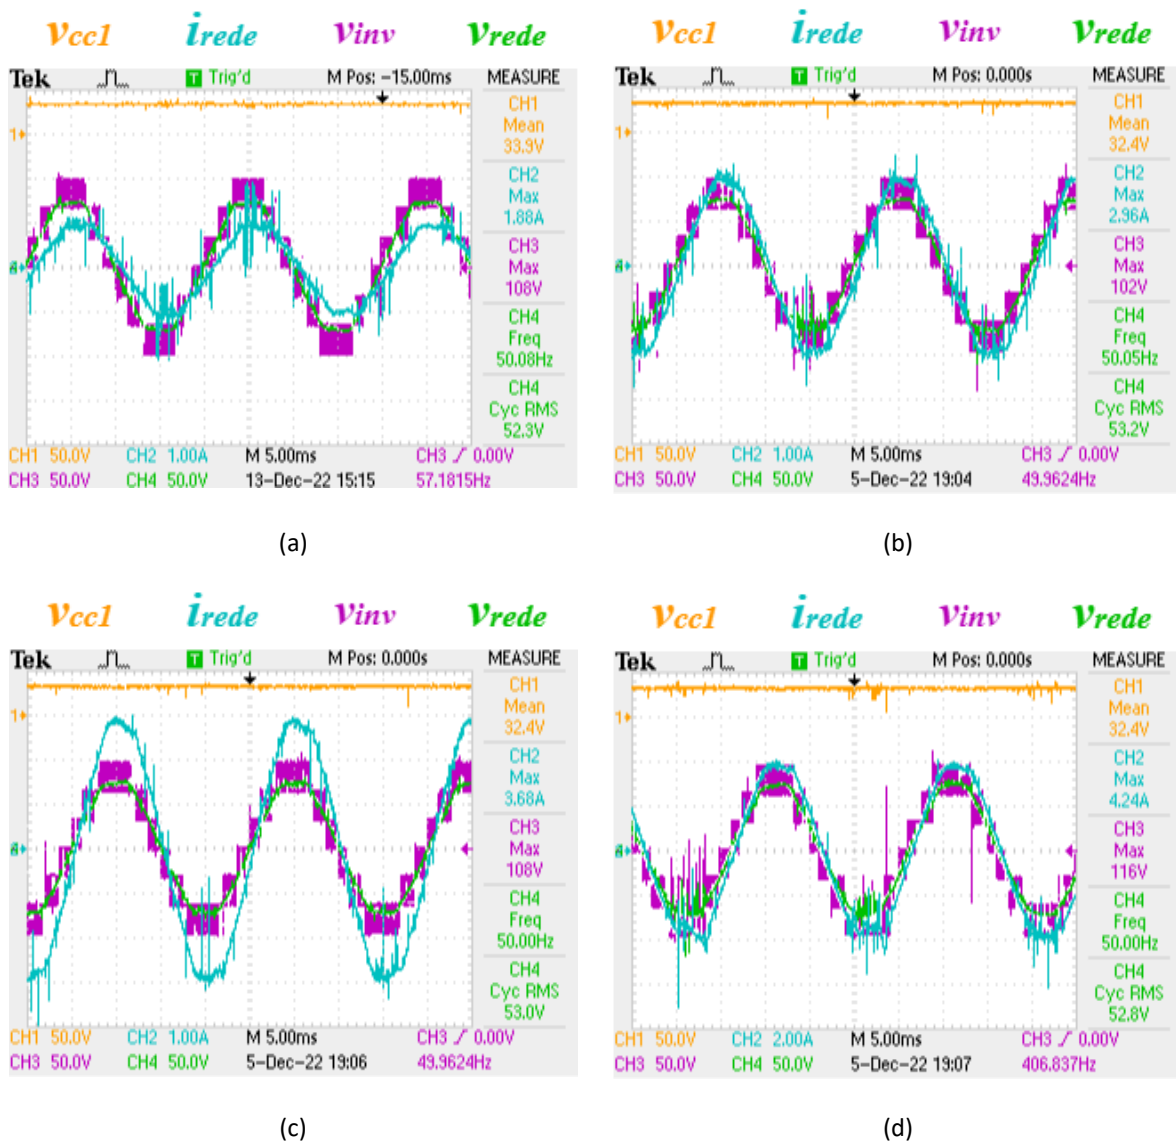 vcc1 irede vinv vrede
Tek T Trig'd M Pos: -15.00ms MEASURE
CH1
Mean
33.9V
CH2
Max
1.88A
CH3
Max
108V
CH4
Freq
50.08Hz
CH4
Cyc RMS
52.3V
1
CH1 50.0V CH2 1.00A M 5.00ms CH3 0.00V
CH3 50.0V CH4 50.0V 13-Dec-22 15:15 57.1815Hz
(a)
vcc1 irede vinv vrede
Tek T Trig'd M Pos: 0.000s MEASURE
CH1
Mean
32.4V
CH2
Max
2.96A
CH3
Max
102V
CH4
Freq
50.05Hz
CH4
Cyc RMS
53.2V
1
CH1 50.0V CH2 1.00A M 5.00ms CH3 0.00V
CH3 50.0V CH4 50.0V 5-Dec-22 19:04 49.9624Hz
(b)
vcc1 irede vinv vrede
Tek T Trig'd M Pos: 0.000s MEASURE
CH1
Mean
32.4V
CH2
Max
3.68A
CH3
Max
108V
CH4
Freq
50.00Hz
CH4
Cyc RMS
53.0V
1
CH1 50.0V CH2 1.00A M 5.00ms CH3 0.00V
CH3 50.0V CH4 50.0V 5-Dec-22 19:06 49.9624Hz
(c)
vcc1 irede vinv vrede
Tek T Trig'd M Pos: 0.000s MEASURE
CH1
Mean
32.4V
CH2
Max
4.24A
CH3
Max
116V
CH4
Freq
50.00Hz
CH4
Cyc RMS
52.8V
1
CH1 50.0V CH2 2.00A M 5.00ms CH3 0.00V
CH3 50.0V CH4 50.0V 5-Dec-22 19:07 406.837Hz
(d)